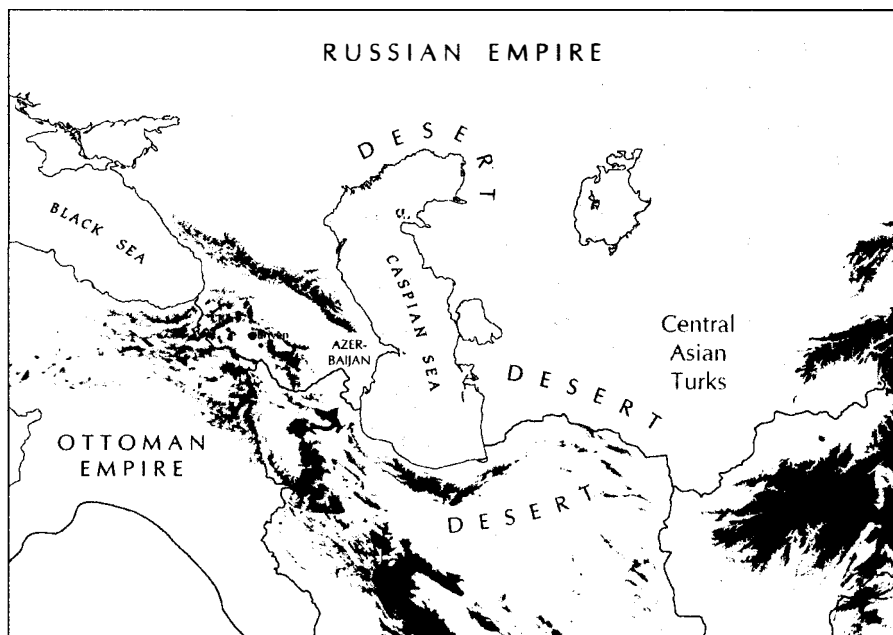 RUSSIAN EMPIRE
DESERT
BLACK SEA
CASPIAN SEA
AZER-
BAIJAN
Central
Asian
Turks
DESERT
OTTOMAN
EMPIRE
DESERT